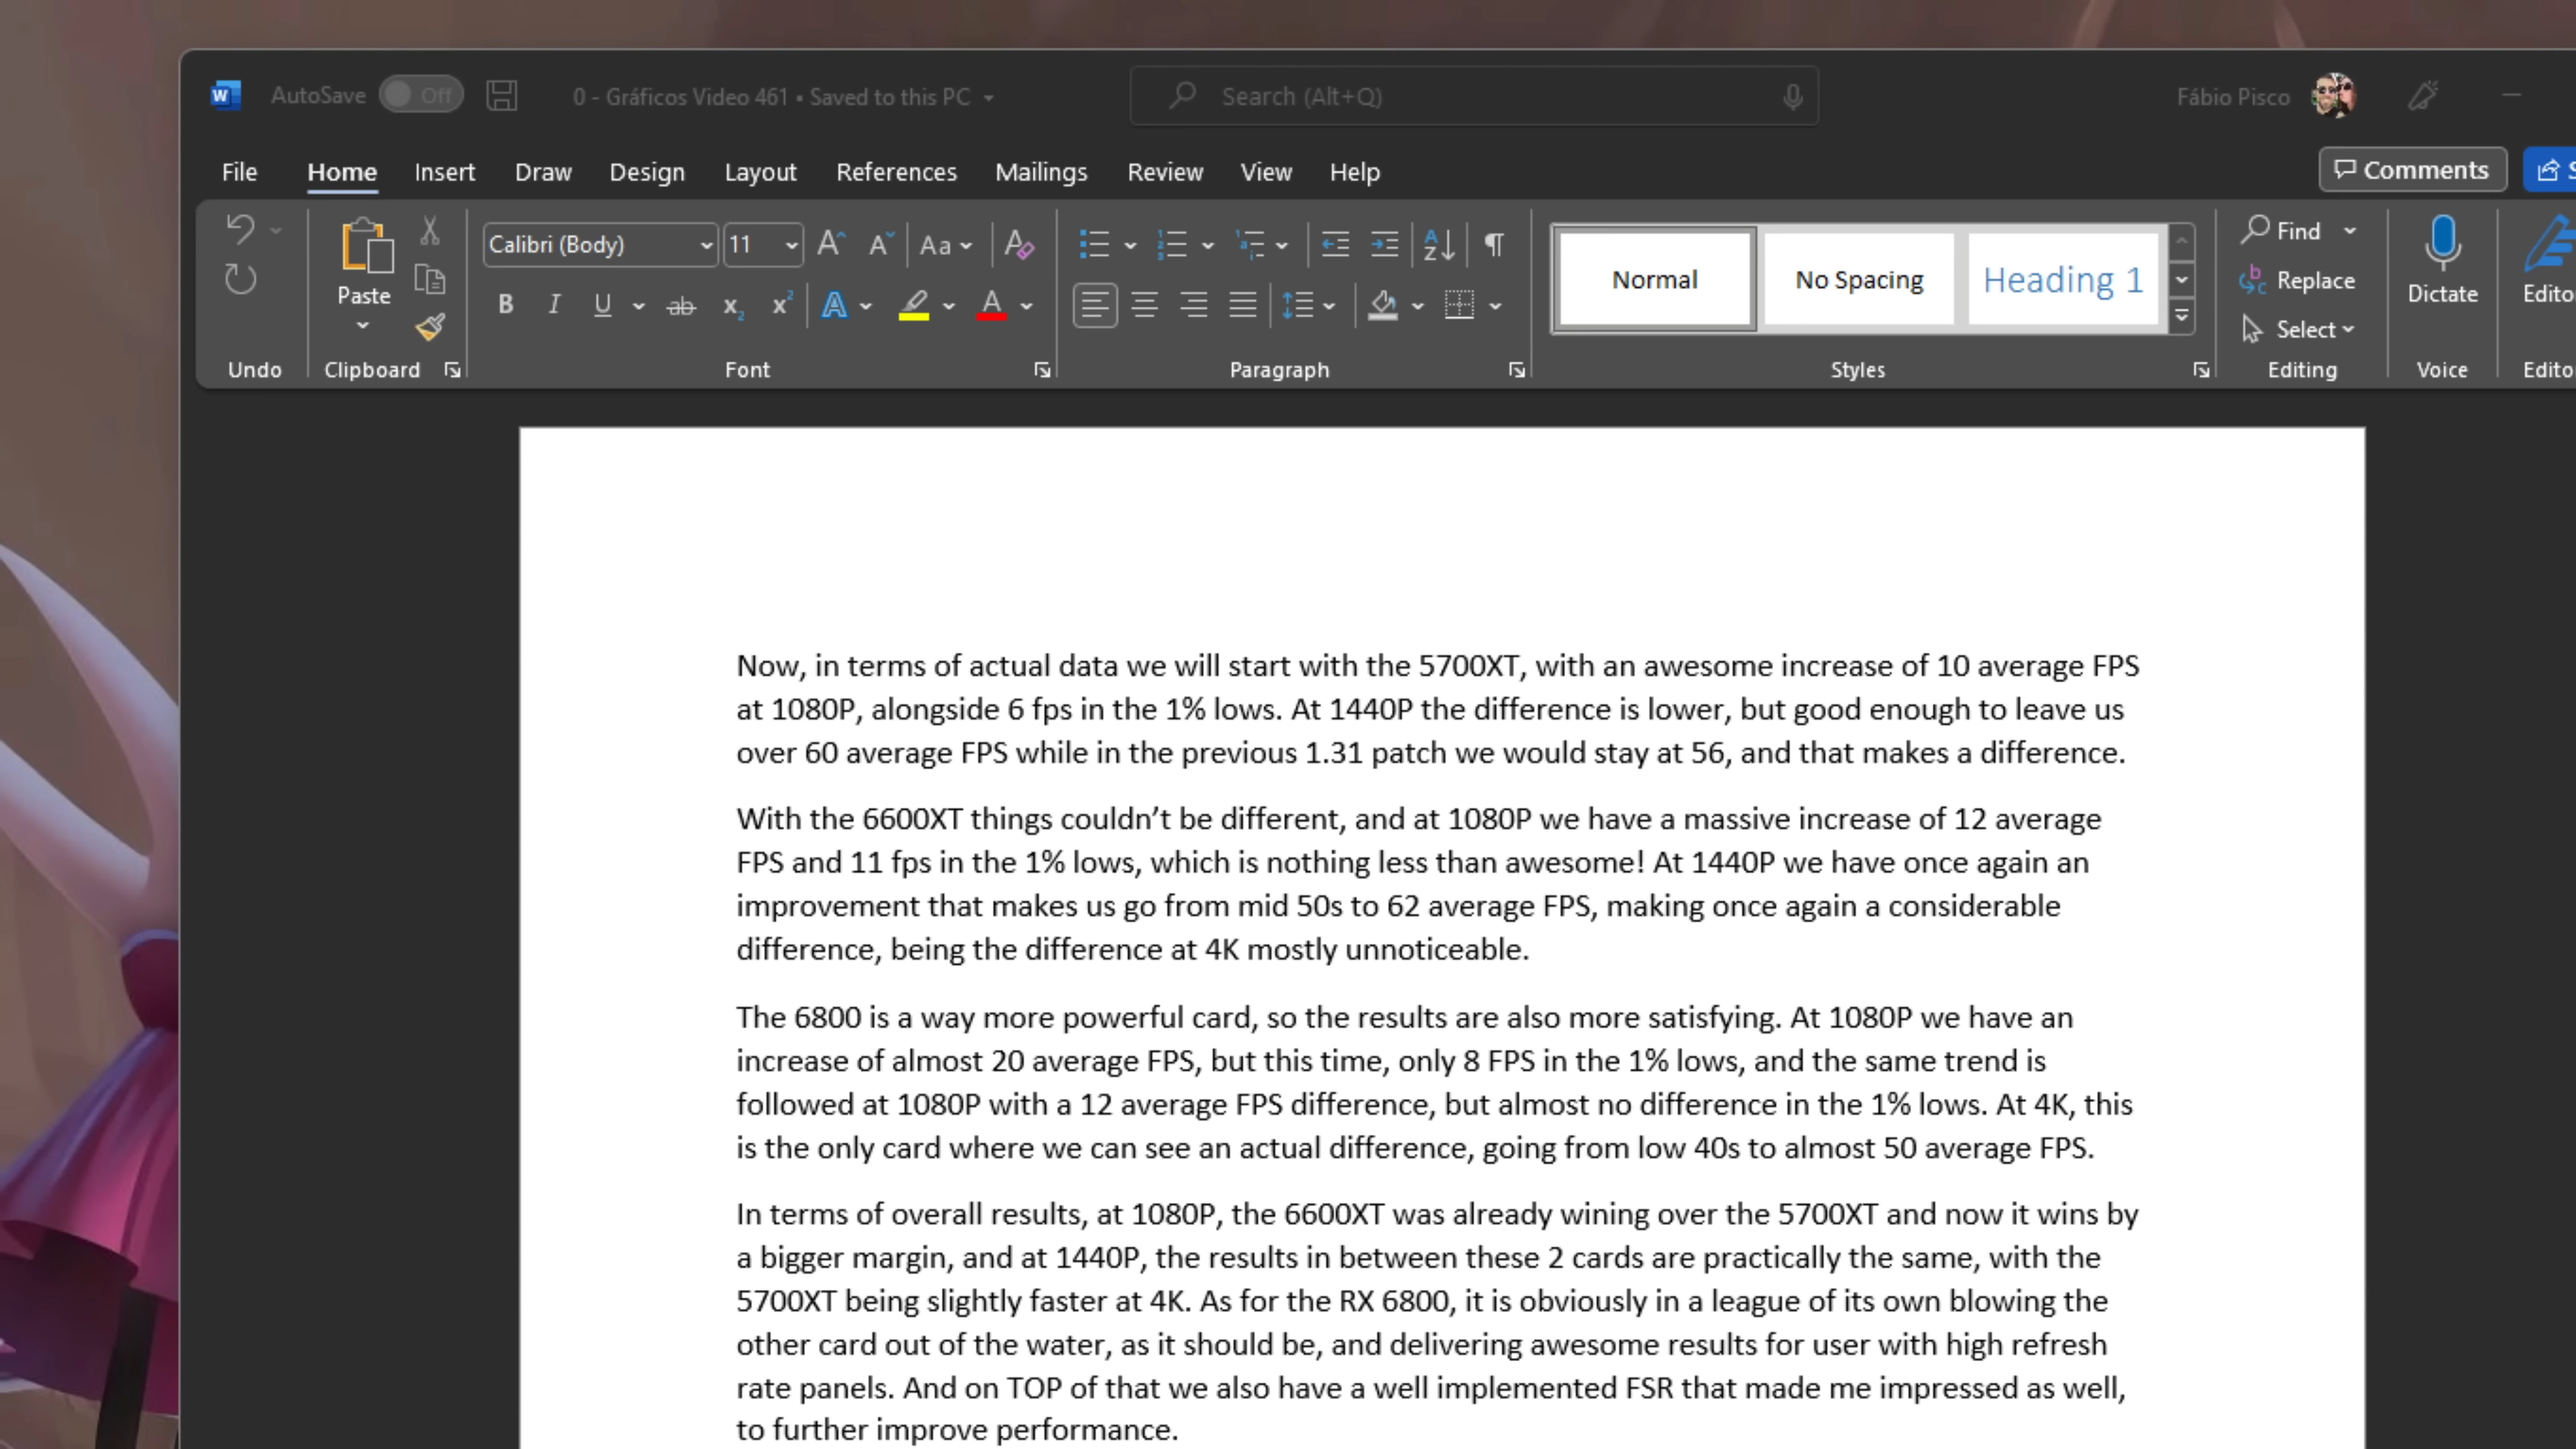 AutoSave Off 0 - Gráficos Video 461 • Saved to this PC Search (Alt+Q) Fábio Pisco
File Home Insert Draw Design Layout References Mailings Review View Help Comments
Calibri (Body) 11 Aa Normal No Spacing Heading 1 Find
Paste Replace Dictate
Select
Undo Clipboard Font Paragraph Styles Editing Voice
Now, in terms of actual data we will start with the 5700XT, with an awesome increase of 10 average FPS
at 1080P, alongside 6 fps in the 1% lows. At 1440P the difference is lower, but good enough to leave us
over 60 average FPS while in the previous 1.31 patch we would stay at 56, and that makes a difference.
With the 6600XT things couldn’t be different, and at 1080P we have a massive increase of 12 average
FPS and 11 fps in the 1% lows, which is nothing less than awesome! At 1440P we have once again an
improvement that makes us go from mid 50s to 62 average FPS, making once again a considerable
difference, being the difference at 4K mostly unnoticeable.
The 6800 is a way more powerful card, so the results are also more satisfying. At 1080P we have an
increase of almost 20 average FPS, but this time, only 8 FPS in the 1% lows, and the same trend is
followed at 1080P with a 12 average FPS difference, but almost no difference in the 1% lows. At 4K, this
is the only card where we can see an actual difference, going from low 40s to almost 50 average FPS.
In terms of overall results, at 1080P, the 6600XT was already wining over the 5700XT and now it wins by
a bigger margin, and at 1440P, the results in between these 2 cards are practically the same, with the
5700XT being slightly faster at 4K. As for the RX 6800, it is obviously in a league of its own blowing the
other card out of the water, as it should be, and delivering awesome results for user with high refresh
rate panels. And on TOP of that we also have a well implemented FSR that made me impressed as well,
to further improve performance.